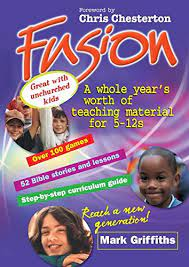 Foreword by
Chris Chesterton
Fusion
Great with
unchurched
kids
A whole year's
worth of
teaching material
for 5-12s
Over 100 games
52 Bible stories and lessons
Step-by-step curriculum guide
Reach a new
generation!
Mark Griffiths